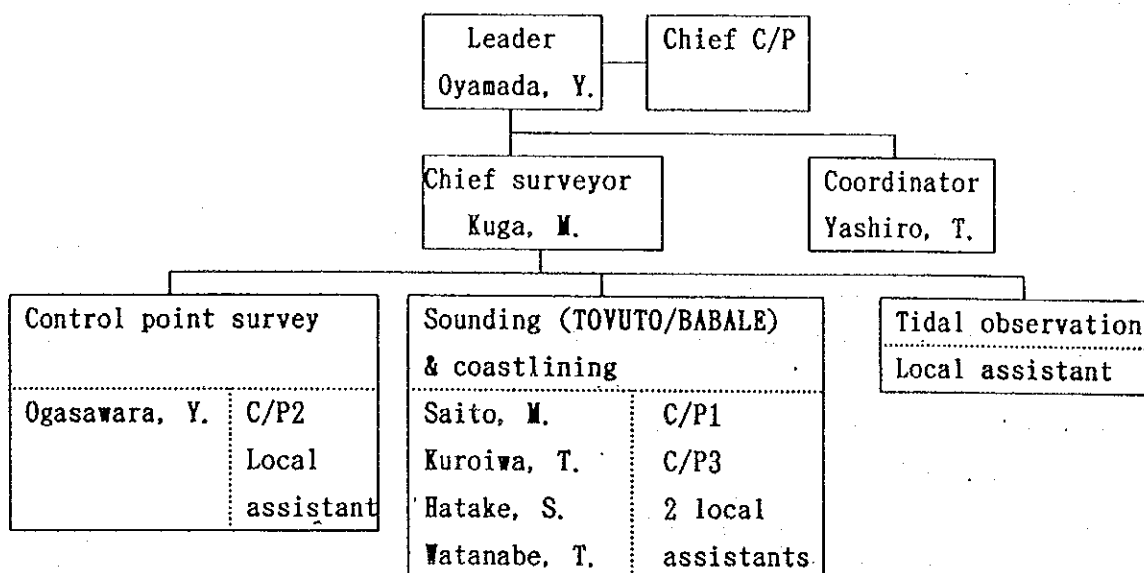 Leader
Oyamada, Y.
Chief C/P
Chief surveyor
Kuga, M.
Coordinator
Yashiro, T.
Control point survey
Ogasawara, Y.
C/P2
Local
assistant
Sounding (TOVUTO/BABALE)
& coastlining
Saito, M.
Kuroiwa, T.
Hatake, S.
Watanabe, T.
C/P1
C/P3
2 local
assistants
Tidal observation
Local assistant